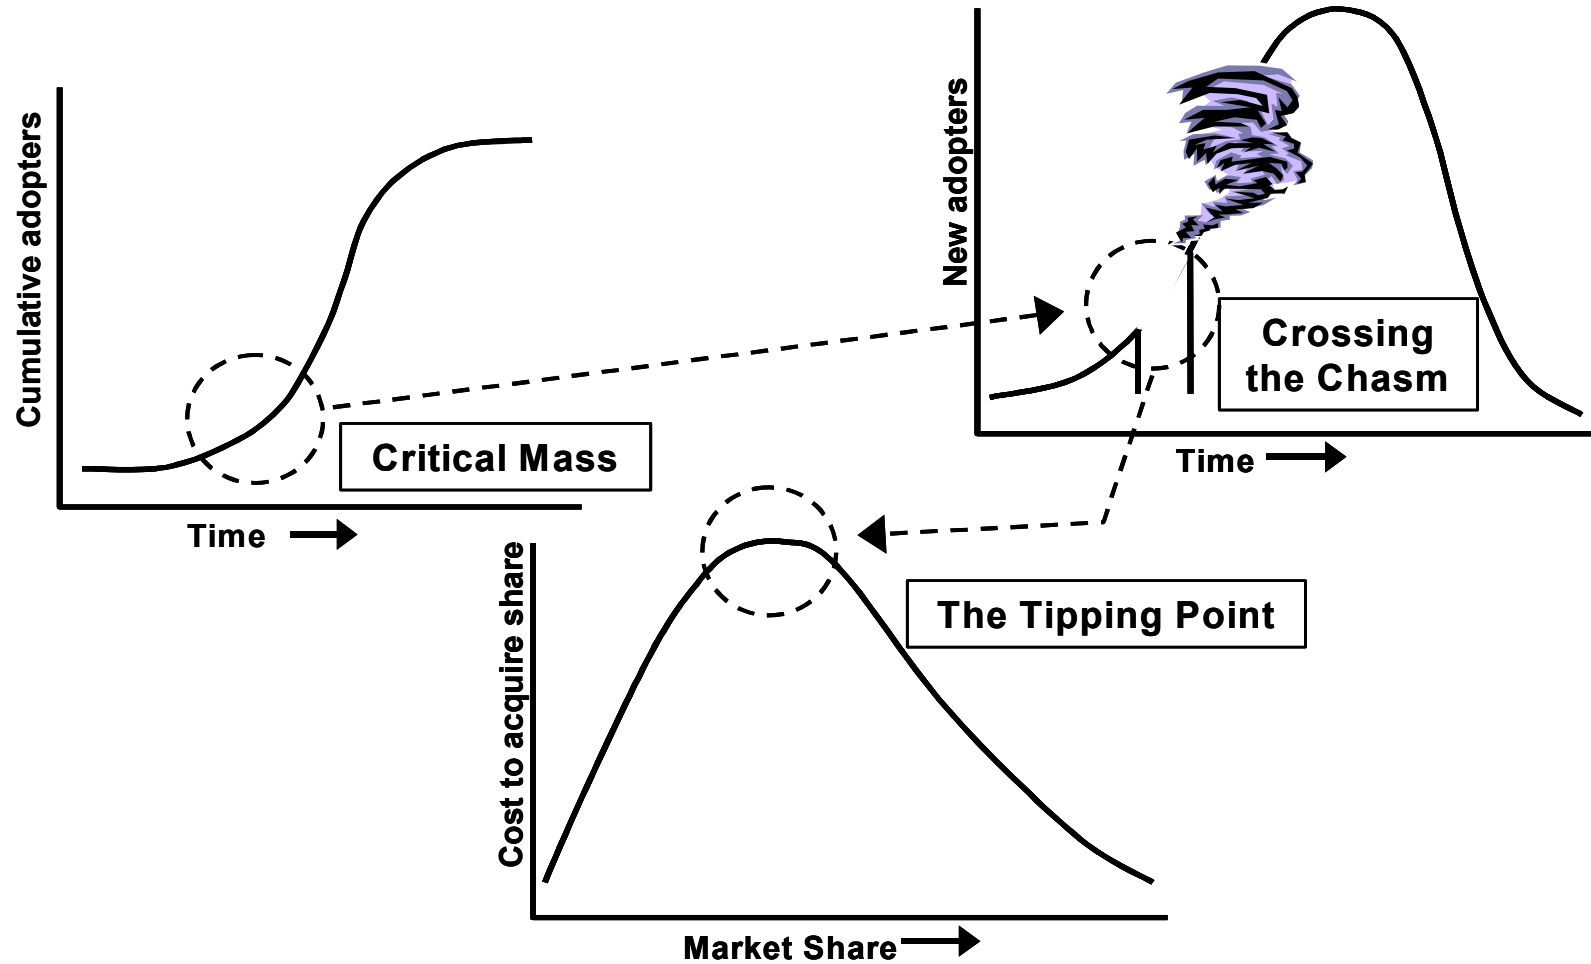 Cumulative adopters
Critical Mass
Time
New adopters
Crossing
the Chasm
Time
Cost to acquire share
The Tipping Point
Market Share